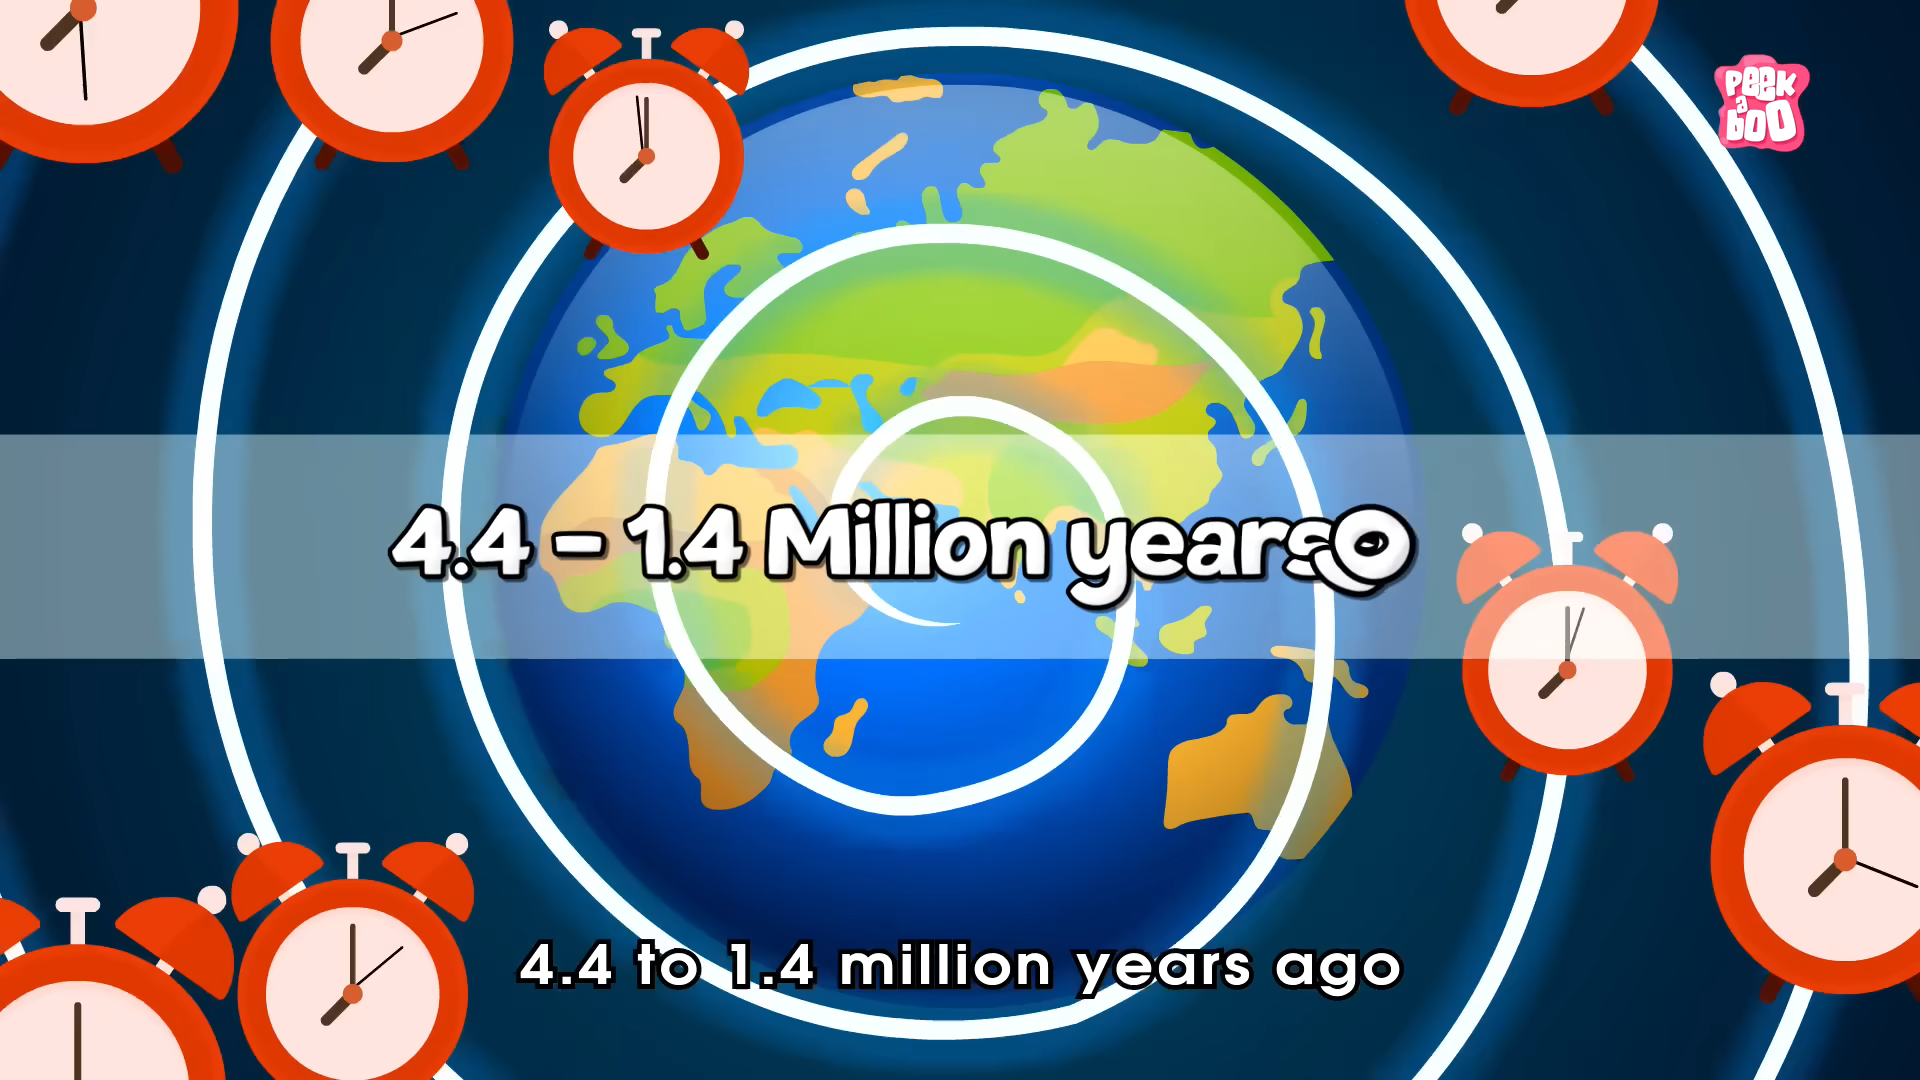 PEEK
a
BOO
4.4 - 1.4 Million years
4.4 to 1.4 million years ago